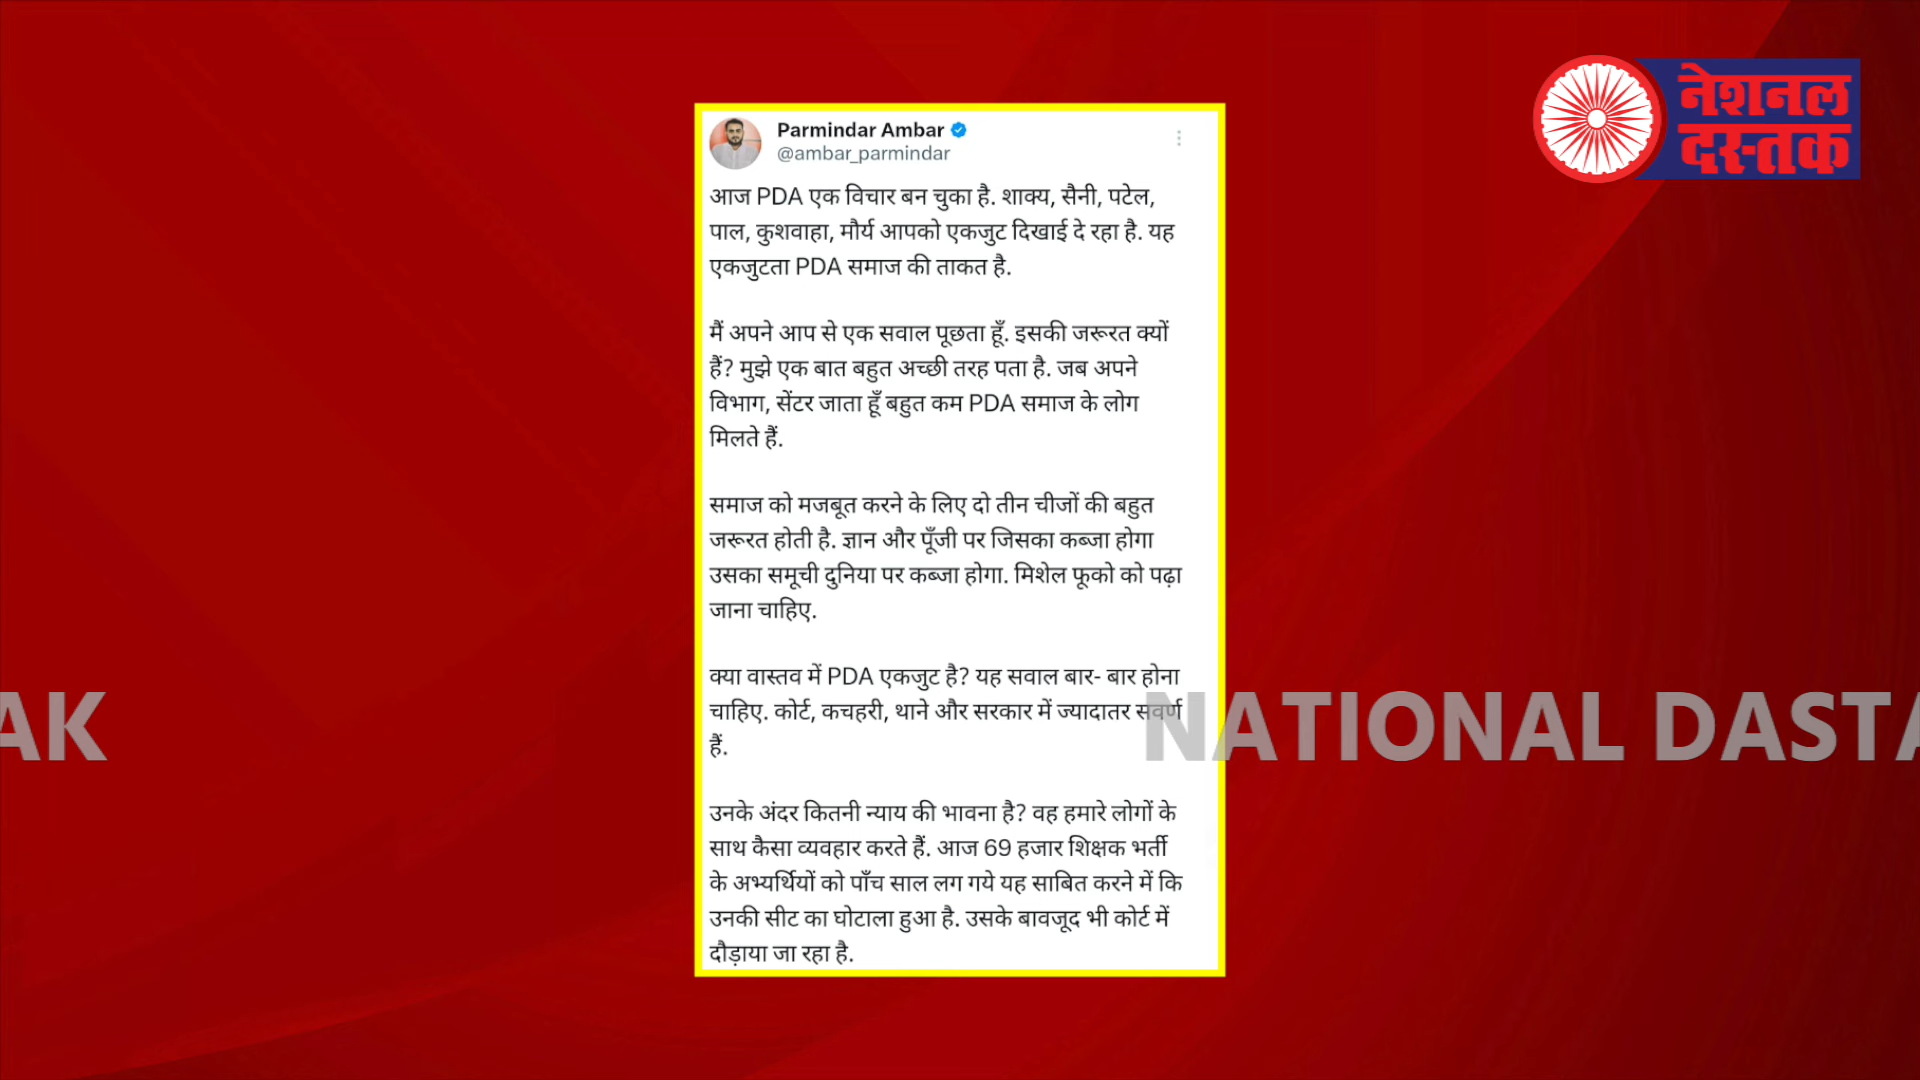 नेशनल
दस्तक
Parmindar Ambar
@ambar_parmindar
आज PDA एक विचार बन चुका है. शाक्य, सैनी, पटेल,
पाल, कुशवाहा, मौर्य आपको एकजुट दिखाई दे रहा है. यह
एकजुटता PDA समाज की ताकत है.
मैं अपने आप से एक सवाल पूछता हूँ. इसकी जरूरत क्यों
हैं? मुझे एक बात बहुत अच्छी तरह पता है. जब अपने
विभाग, सेंटर जाता हूँ बहुत कम PDA समाज के लोग
मिलते हैं.
समाज को मजबूत करने के लिए दो तीन चीजों की बहुत
जरूरत होती है. ज्ञान और पूँजी पर जिसका कब्जा होगा
उसका समूची दुनिया पर कब्जा होगा. मिशेल फूको को पढ़ा
जाना चाहिए.
क्या वास्तव में PDA एकजुट है? यह सवाल बार- बार होना
चाहिए. कोर्ट, कचहरी, थाने और सरकार में ज्यादातर सवर्ण
हैं.
उनके अंदर कितनी न्याय की भावना है? वह हमारे लोगों के
साथ कैसा व्यवहार करते हैं. आज 69 हजार शिक्षक भर्ती
के अभ्यर्थियों को पाँच साल लग गये यह साबित करने में कि
उनकी सीट का घोटाला हुआ है. उसके बावजूद भी कोर्ट में
दौड़ाया जा रहा है.
AK
NATIONAL DASTA